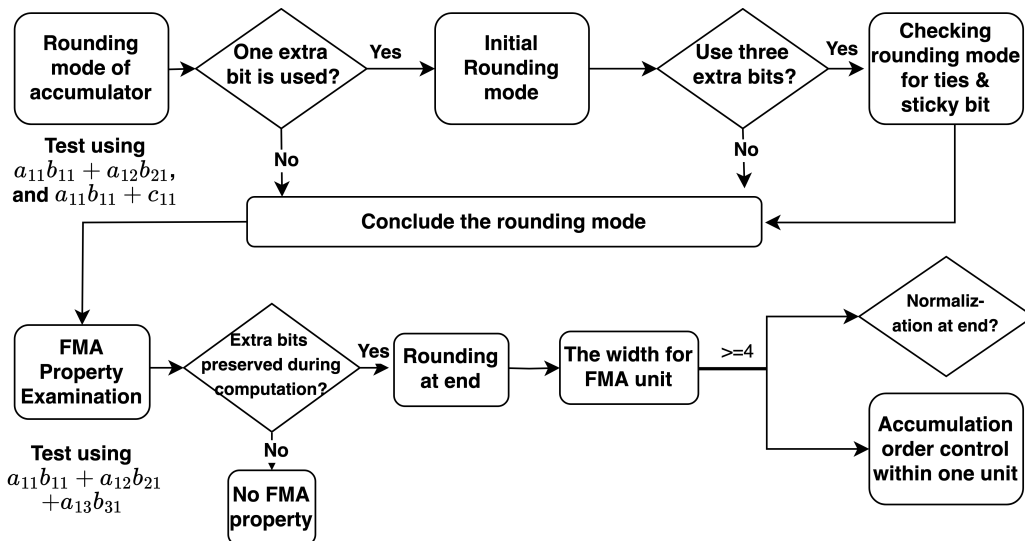 Rounding
mode of
accumulator
One extra
bit is used?
Yes
Initial
Rounding
mode
Use three
extra bits?
Yes
Checking
rounding mode
for ties &
sticky bit
Test using
a₁₁b₁₁ + a₁₂b₂₁,
and a₁₁b₁₁ + c₁₁
No
No
Conclude the rounding mode
FMA
Property
Examination
Extra bits
preserved during
computation?
Yes
Rounding
at end
The width for
FMA unit
>=4
Normaliz-
ation at end?
Accumulation
order control
within one unit
Test using
a₁₁b₁₁ + a₁₂b₂₁
+a₁₃b₃₁
No
No FMA
property